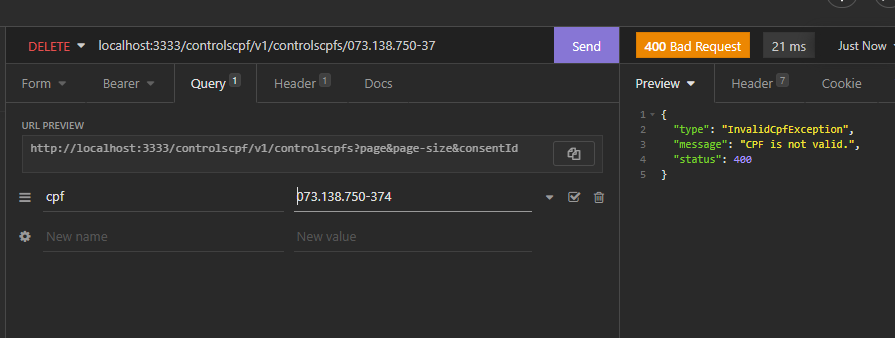 DELETE localhost:3333/controlscpf/v1/controlscpfs/073.138.750-37 Send 400 Bad Request 21 ms Just Now
Form Bearer Query 1 Header 1 Docs Preview Header 7 Cookie
URL PREVIEW
http://localhost:3333/controlscpf/v1/controlscpfs?page&page-size&consentId
cpf 073.138.750-374
New name New value
1 {
2 "type": "InvalidCpfException",
3 "message": "CPF is not valid.",
4 "status": 400
5 }